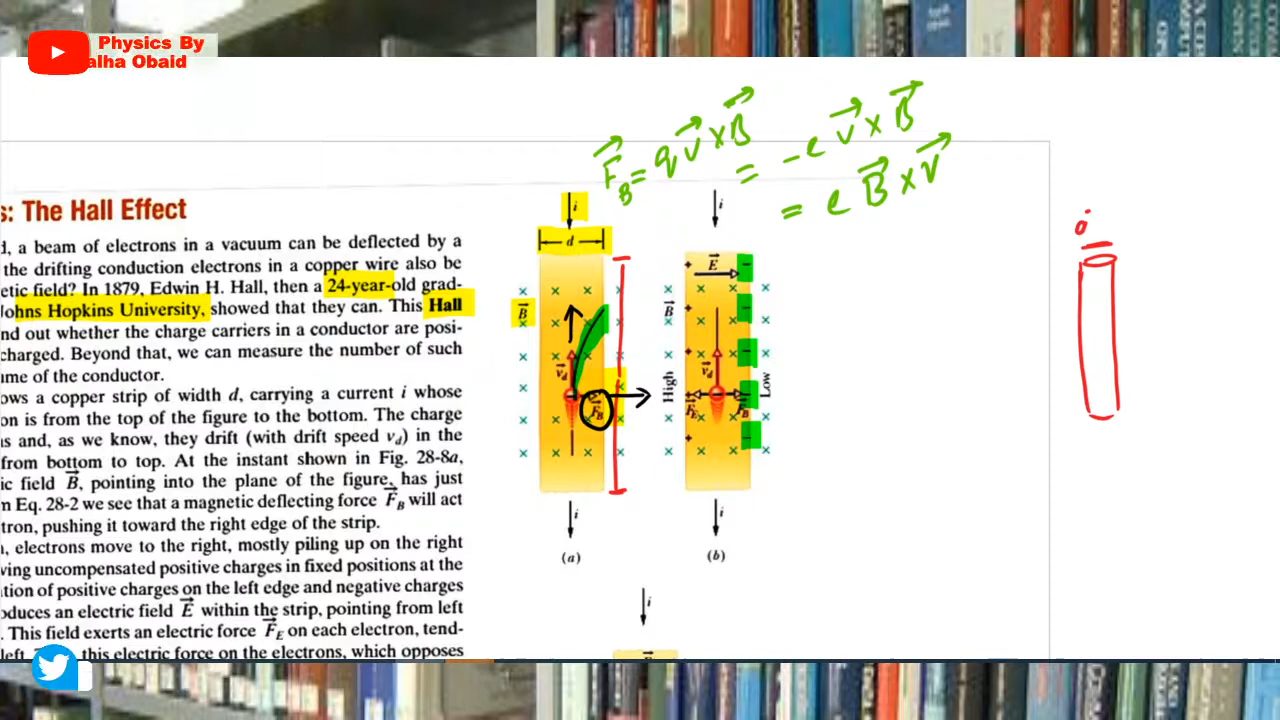 Physics By
alha Obaid
F⃗_B = q v⃗ × B⃗ = -e v⃗ × B⃗
= e B⃗ × v⃗
s: The Hall Effect
d, a beam of electrons in a vacuum can be deflected by a
the drifting conduction electrons in a copper wire also be
etic field? In 1879, Edwin H. Hall, then a 24-year-old grad-
Johns Hopkins University, showed that they can. This Hall
nd out whether the charge carriers in a conductor are posi-
charged. Beyond that, we can measure the number of such
ume of the conductor.
ows a copper strip of width d, carrying a current i whose
on is from the top of the figure to the bottom. The charge
s and, as we know, they drift (with drift speed v_d) in the
from bottom to top. At the instant shown in Fig. 28-8a,
ic field B⃗, pointing into the plane of the figure, has just
n Eq. 28-2 we see that a magnetic deflecting force F⃗_B will act
tron, pushing it toward the right edge of the strip.
, electrons move to the right, mostly piling up on the right
ving uncompensated positive charges in fixed positions at the
tion of positive charges on the left edge and negative charges
oduces an electric field E⃗ within the strip, pointing from left
. This field exerts an electric force F⃗_E on each electron, tend-
this electric force on the electrons, which opposes
i
d
B⃗
v⃗_d
F⃗_B
i
(a)
i
E⃗
B⃗
High
Low
v⃗_d
F⃗_E
F⃗_B
i
(b)
i
i